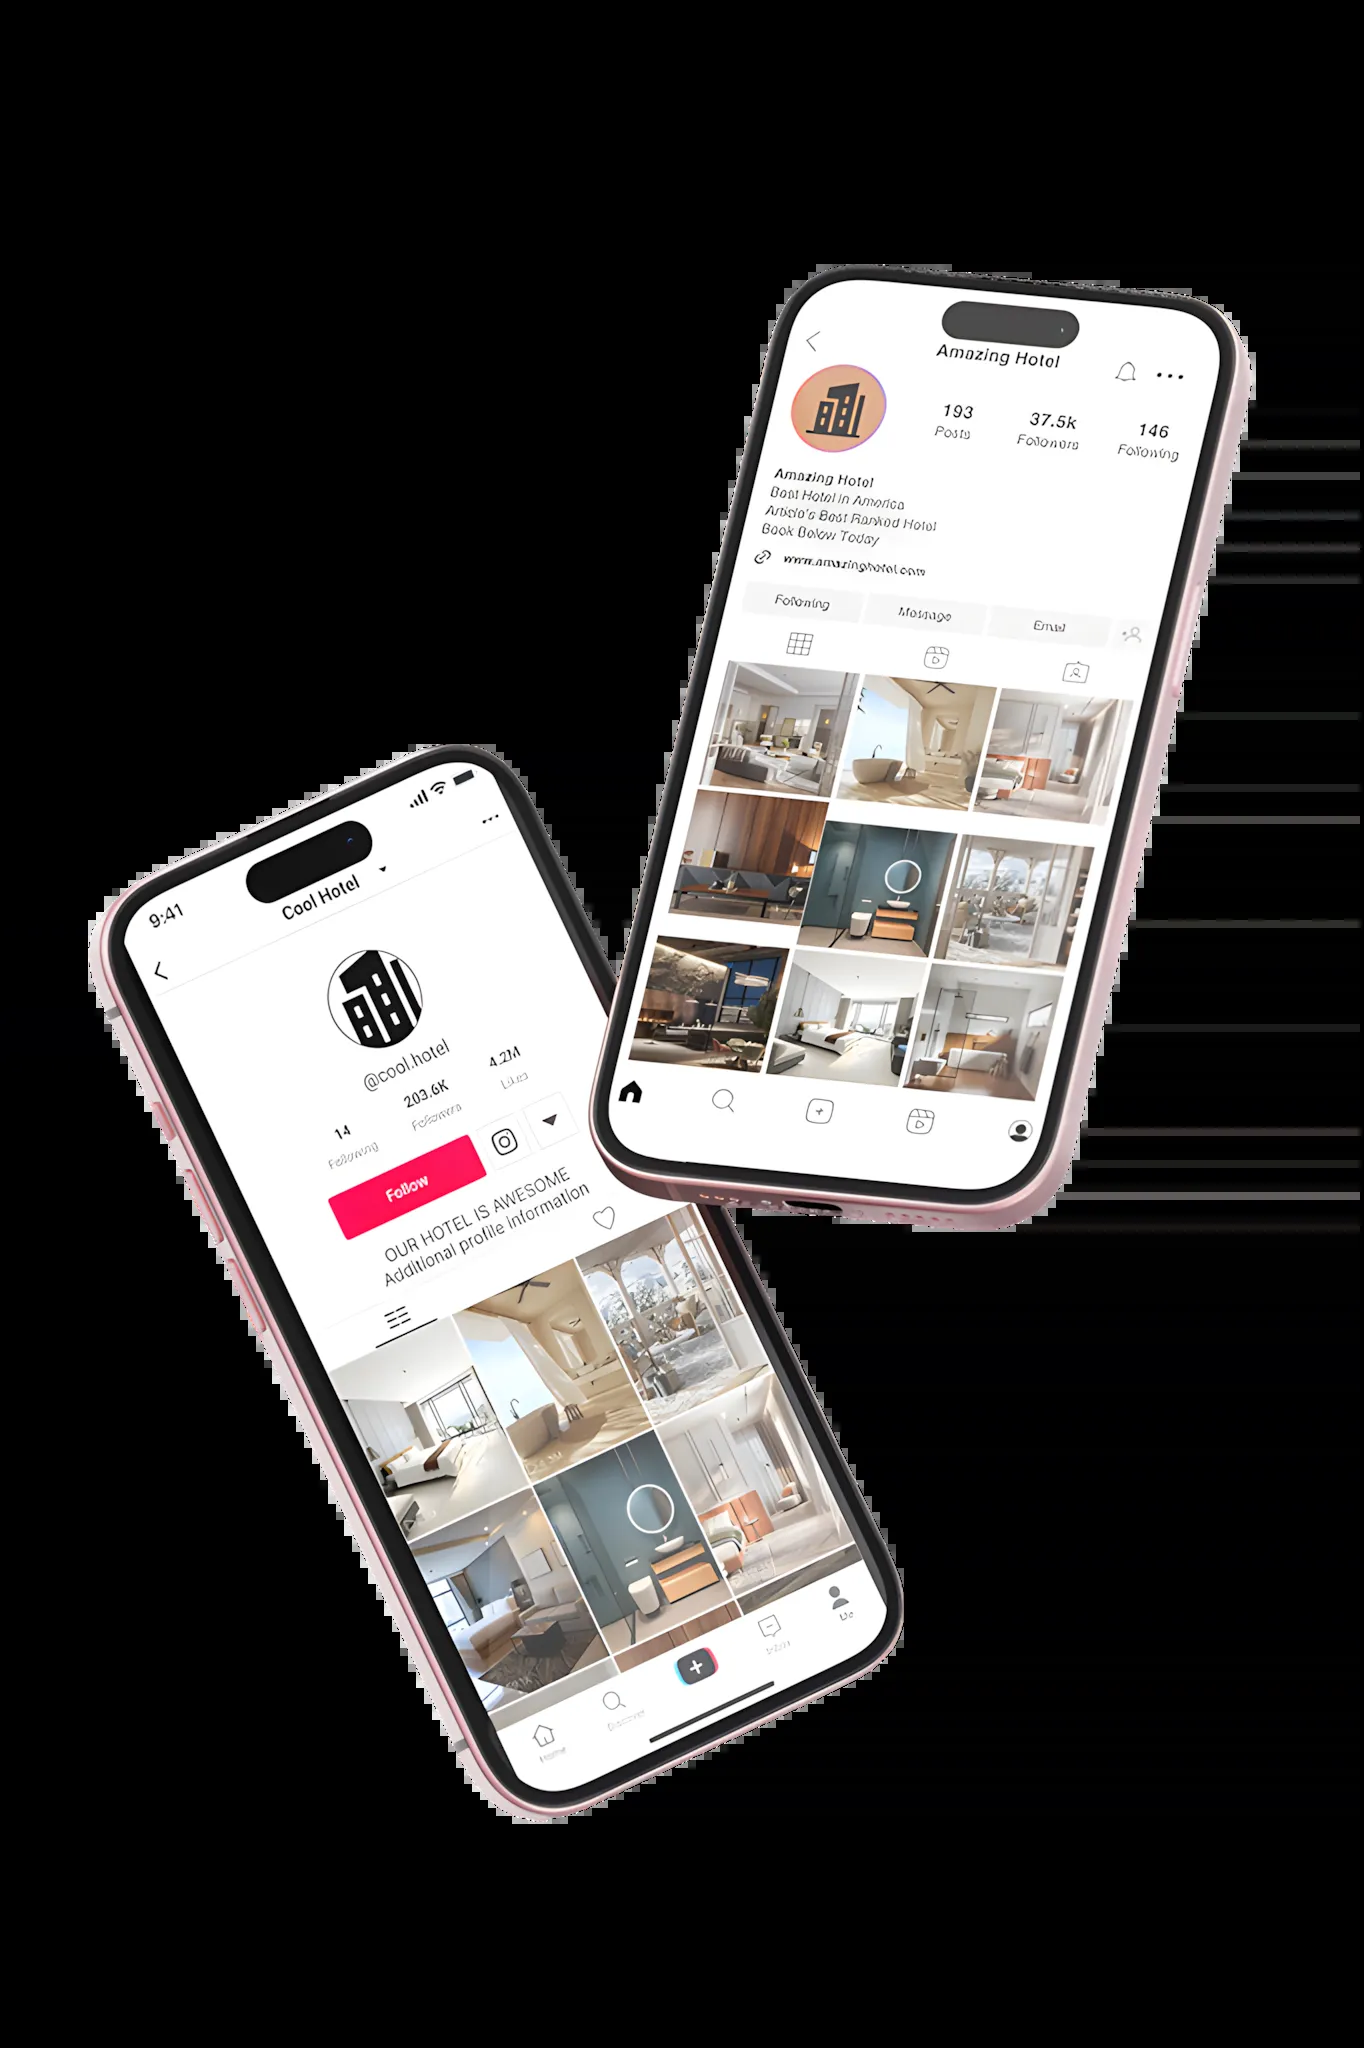 Amazing Hotel
193
37.5k
146
Posts
Followers
Following
Amazing Hotel
Best Hotel in America
Article's Best Ranked Hotel
Book Below Today
www.amazinghotel.com
Following
Message
Email
9:41
Cool Hotel
@cool.hotel
14
203.6K
4.2M
Following
Followers
Likes
Follow
OUR HOTEL IS AWESOME
Additional profile information
Home
Discover
Me